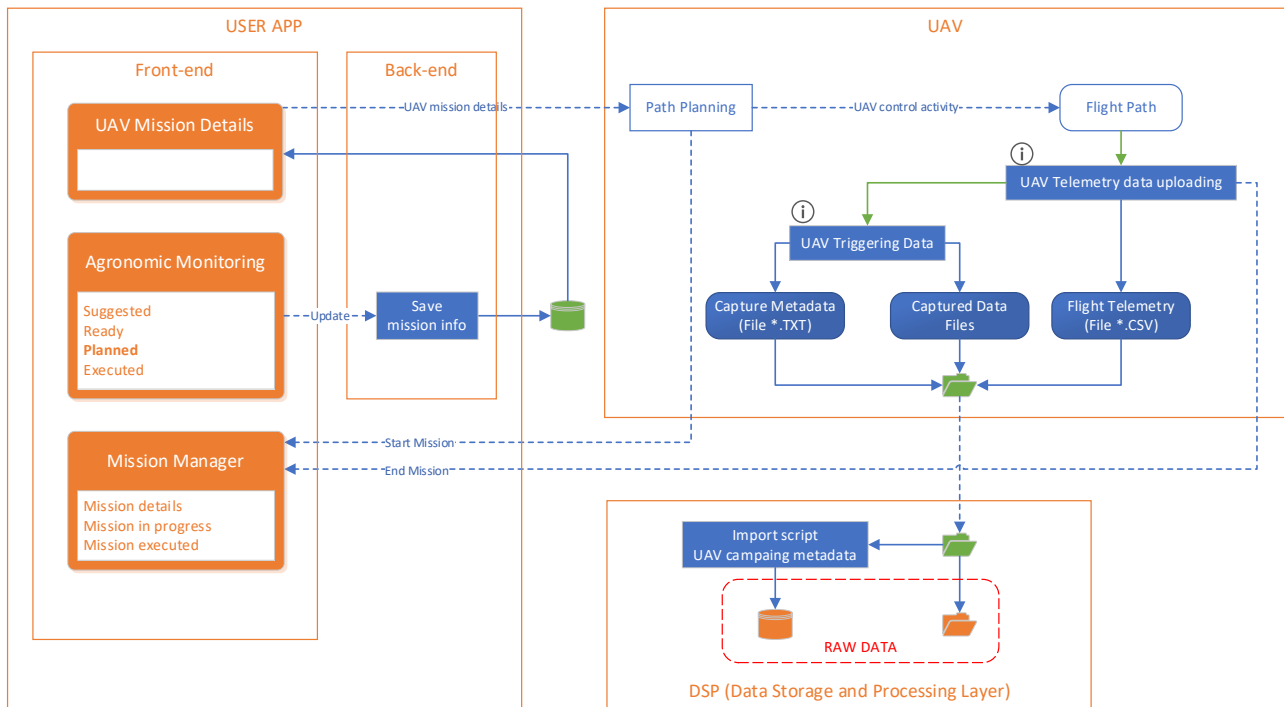 USER APP
Front-end
Back-end
UAV Mission Details
Agronomic Monitoring
Suggested
Ready
Planned
Executed
Update
Save
mission info
Mission Manager
Mission details
Mission in progress
Mission executed
UAV mission details
Start Mission
End Mission
UAV
Path Planning
UAV control activity
Flight Path
i
UAV Telemetry data uploading
i
UAV Triggering Data
Capture Metadata
(File *.TXT)
Captured Data
Files
Flight Telemetry
(File *.CSV)
Import script
UAV campaing metadata
RAW DATA
DSP (Data Storage and Processing Layer)